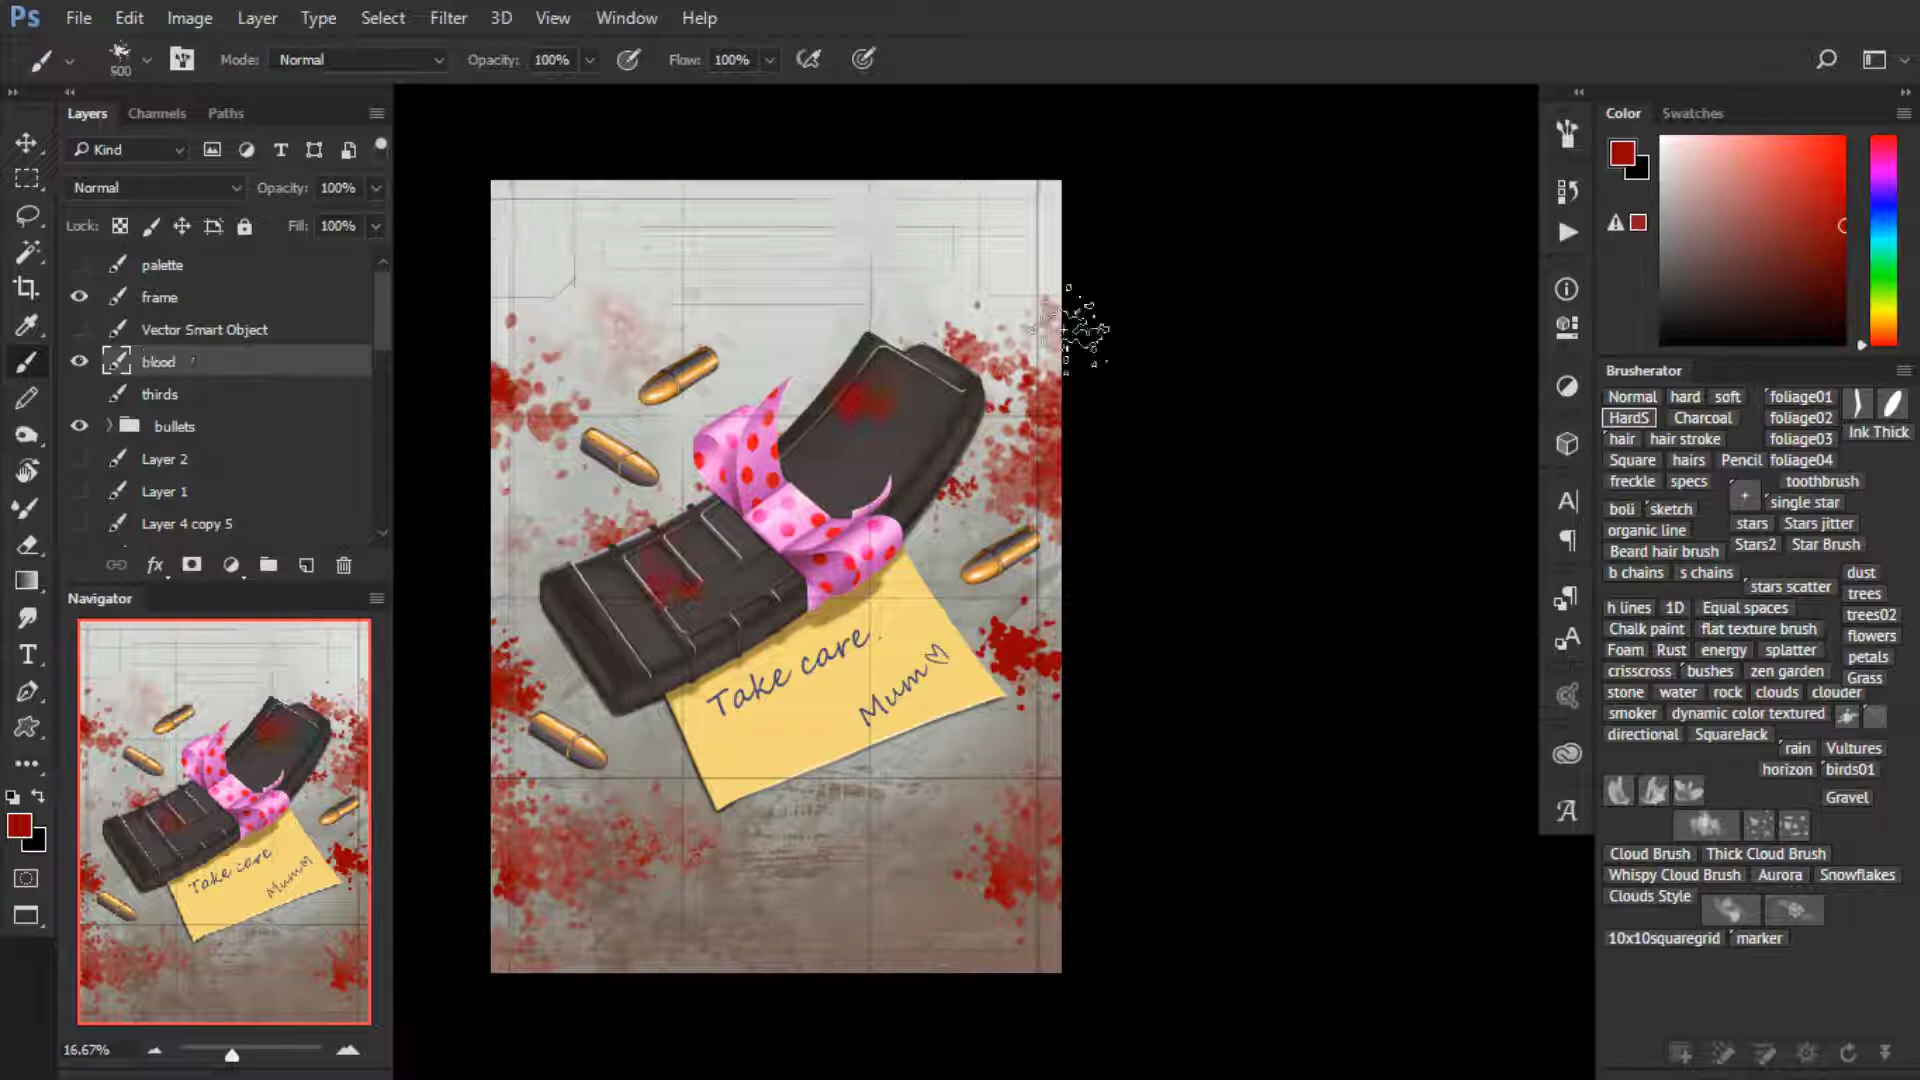 Ps File Edit Image Layer Type Select Filter 3D View Window Help
500 Mode: Normal Opacity: 100% Flow: 100%
Layers Channels Paths
Kind
Normal Opacity: 100%
Lock: Fill: 100%
palette
frame
Vector Smart Object
blood
thirds
bullets
Layer 2
Layer 1
Layer 4 copy 5
fx
Navigator
Take care
Mum
16.67%
Take care.
Mum
Color Swatches
Brusherator
Normal hard soft foliage01
HardS Charcoal foliage02
hair hair stroke foliage03
Ink Thick
Square hairs Pencil foliage04
freckle specs toothbrush
single star
boli sketch
stars Stars jitter
organic line
Stars2 Star Brush
Beard hair brush
b chains s chains dust
stars scatter
trees
h lines 1D Equal spaces
trees02
Chalk paint flat texture brush
flowers
Foam Rust energy splatter
petals
crisscross bushes zen garden
Grass
stone water rock clouds clouder
smoker dynamic color textured
directional SquareJack
rain Vultures
horizon birds01
Gravel
Cloud Brush Thick Cloud Brush
Whispy Cloud Brush Aurora Snowflakes
Clouds Style
10x10squaregrid marker